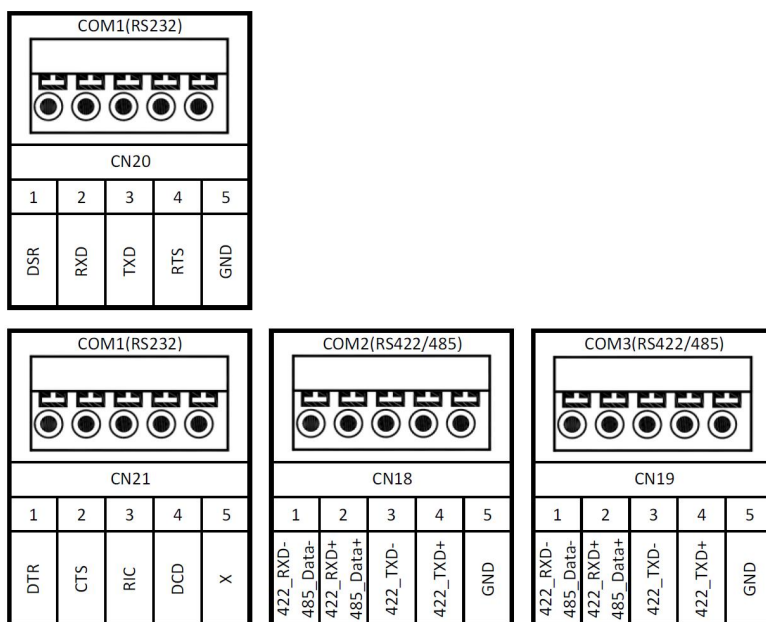 COM1(RS232)
CN20
1 2 3 4 5
DSR RXD TXD RTS GND
COM1(RS232)
CN21
1 2 3 4 5
DTR CTS RIC DCD X
COM2(RS422/485)
CN18
1 2 3 4 5
422_RXD- 422_RXD+ 422_TXD- 422_TXD+ GND
485_Data- 485_Data+
COM3(RS422/485)
CN19
1 2 3 4 5
422_RXD- 422_RXD+ 422_TXD- 422_TXD+ GND
485_Data- 485_Data+